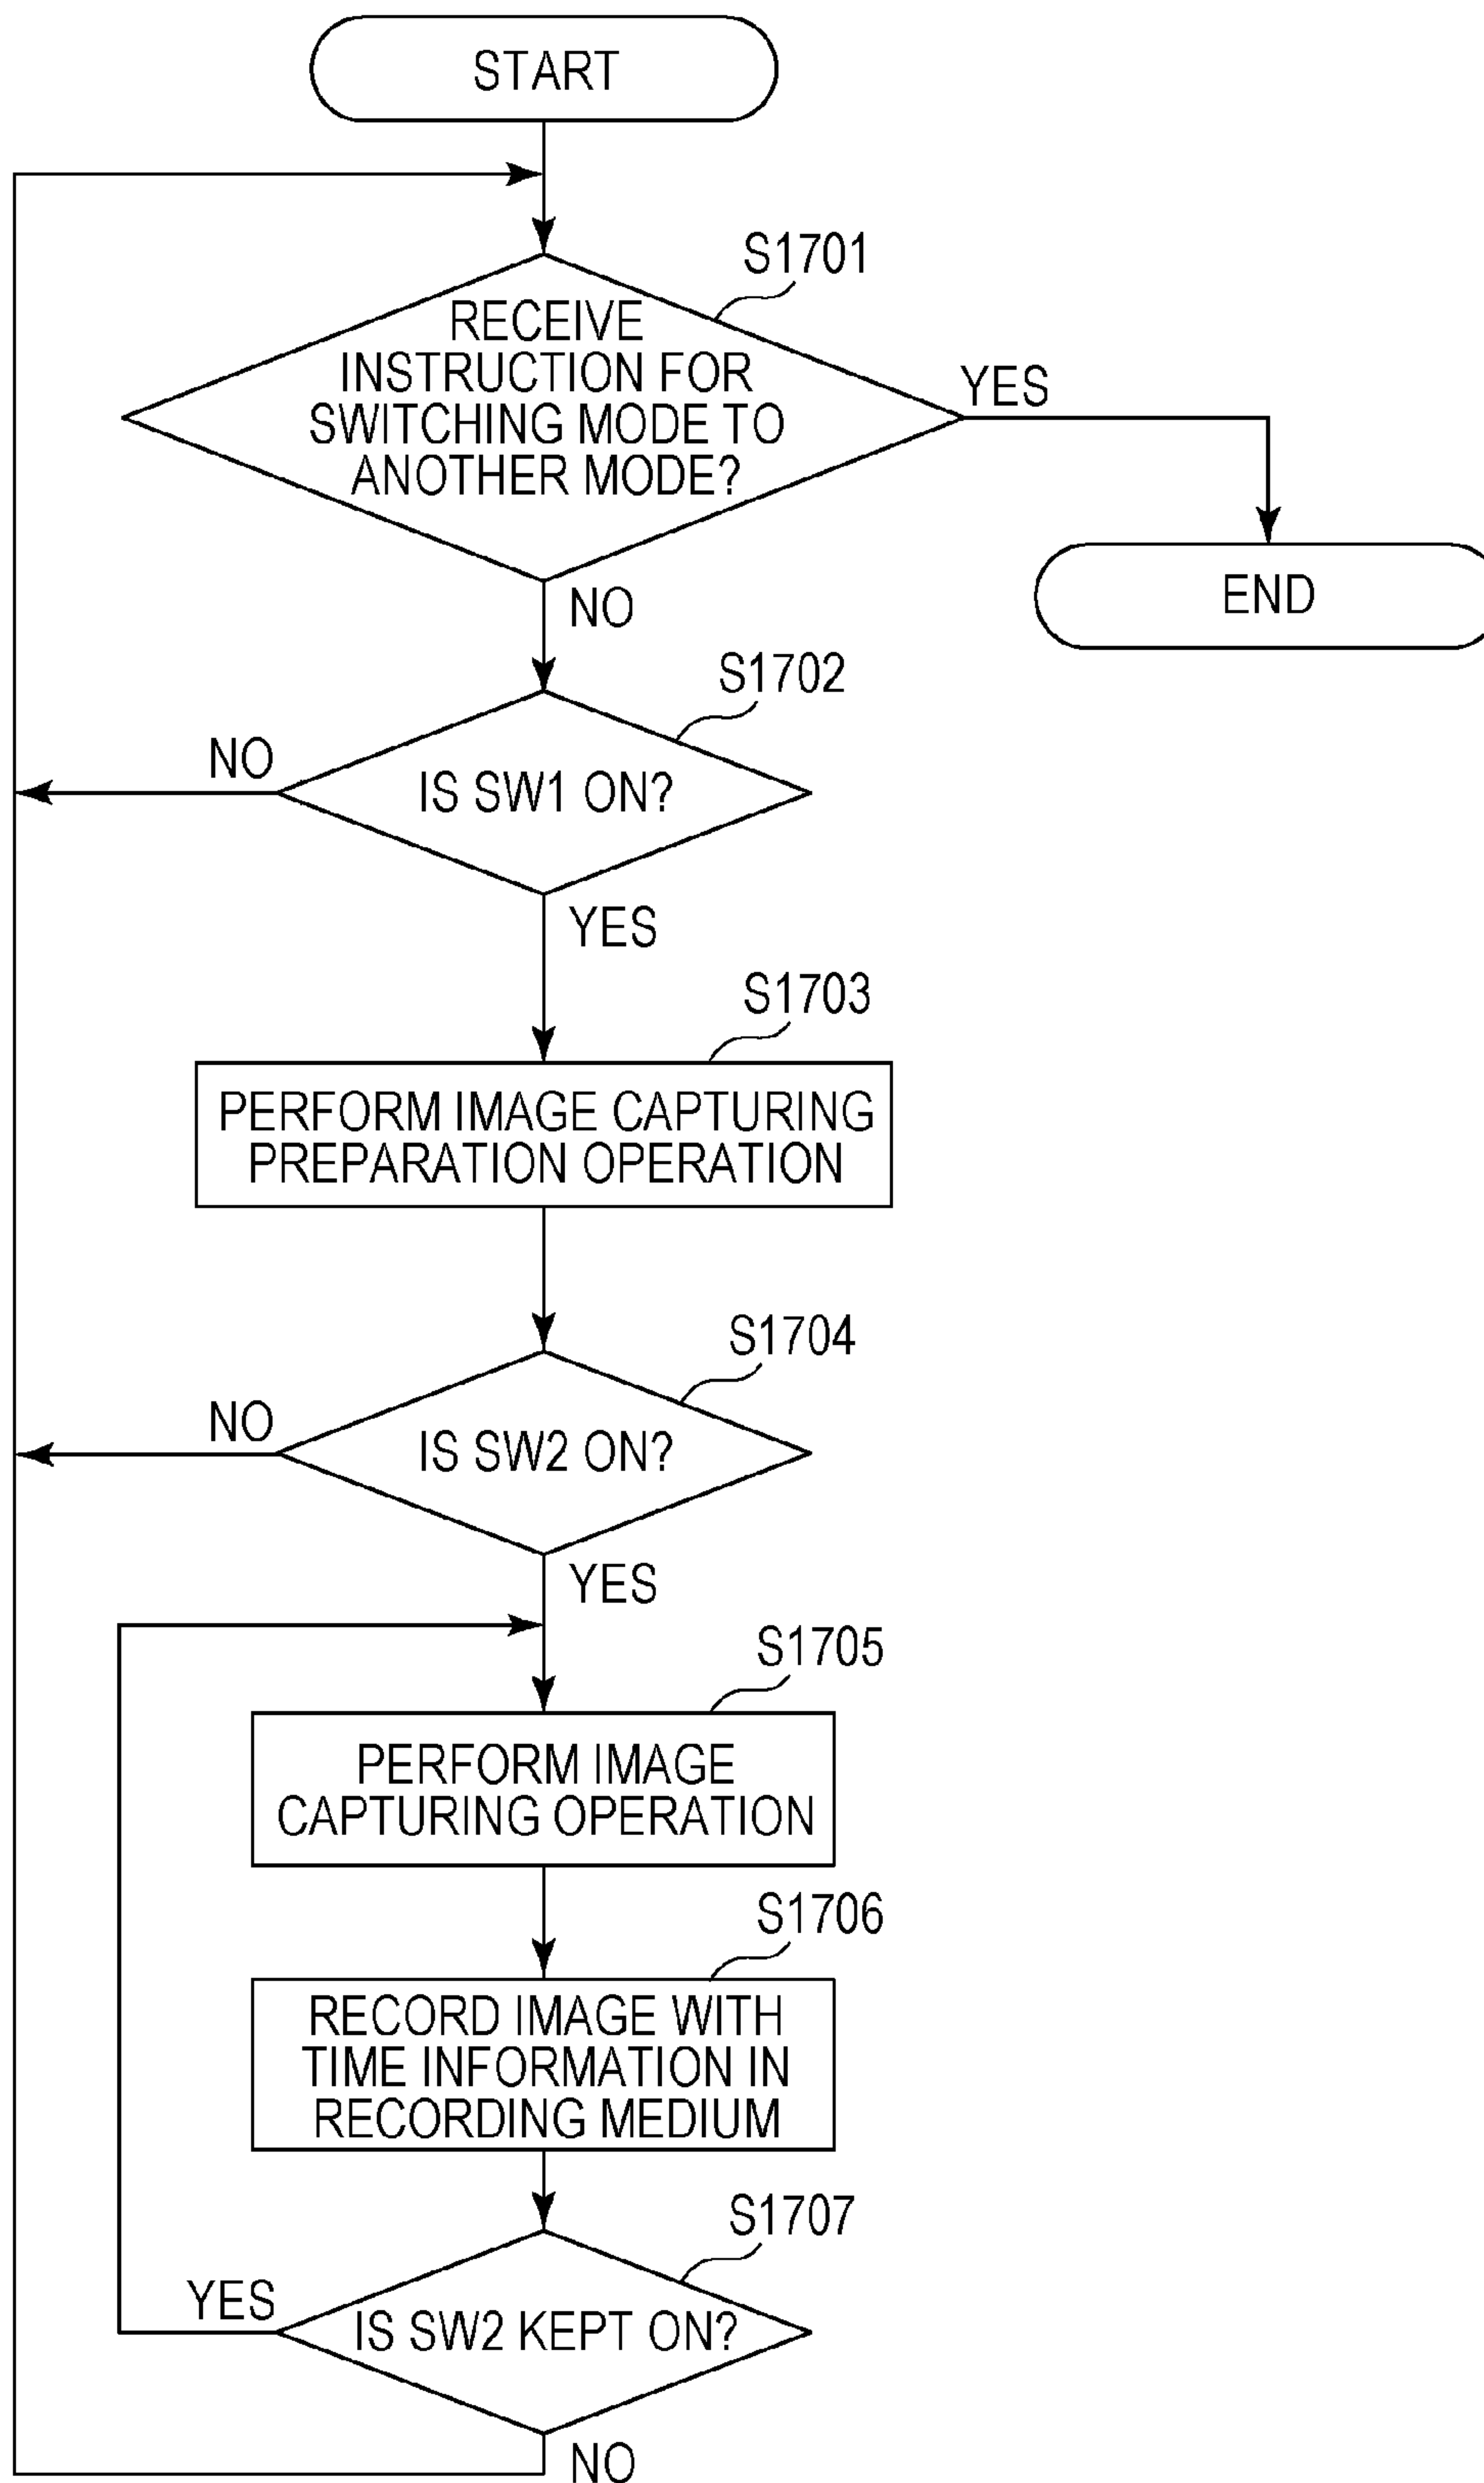 START
S1701
RECEIVE
INSTRUCTION FOR
SWITCHING MODE TO
ANOTHER MODE?
YES
END
NO
S1702
NO
IS SW1 ON?
YES
S1703
PERFORM IMAGE CAPTURING
PREPARATION OPERATION
S1704
NO
IS SW2 ON?
YES
S1705
PERFORM IMAGE
CAPTURING OPERATION
S1706
RECORD IMAGE WITH
TIME INFORMATION IN
RECORDING MEDIUM
S1707
YES
IS SW2 KEPT ON?
NO